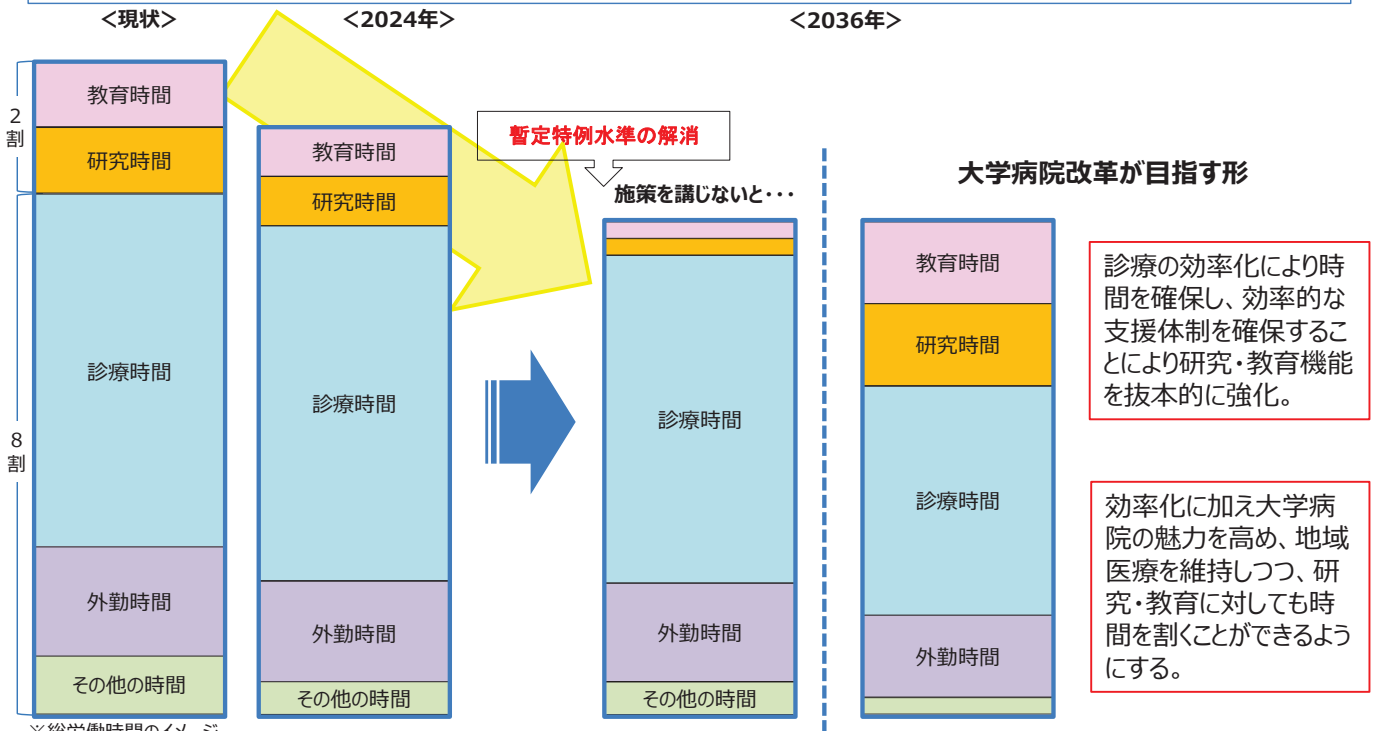 <現状>
<2024年>
<2036年>
2
割
8
割
教育時間
研究時間
診療時間
外勤時間
その他の時間
教育時間
研究時間
診療時間
外勤時間
その他の時間
暫定特例水準の解消
施策を講じないと・・・
診療時間
外勤時間
その他の時間
大学病院改革が目指す形
教育時間
研究時間
診療時間
外勤時間
診療の効率化により時
間を確保し、効率的な
支援体制を確保するこ
とにより研究・教育機能
を抜本的に強化。
効率化に加え大学病
院の魅力を高め、地域
医療を維持しつつ、研
究・教育に対しても時
間を割くことができるよう
にする。
※総労働時間のイメージ